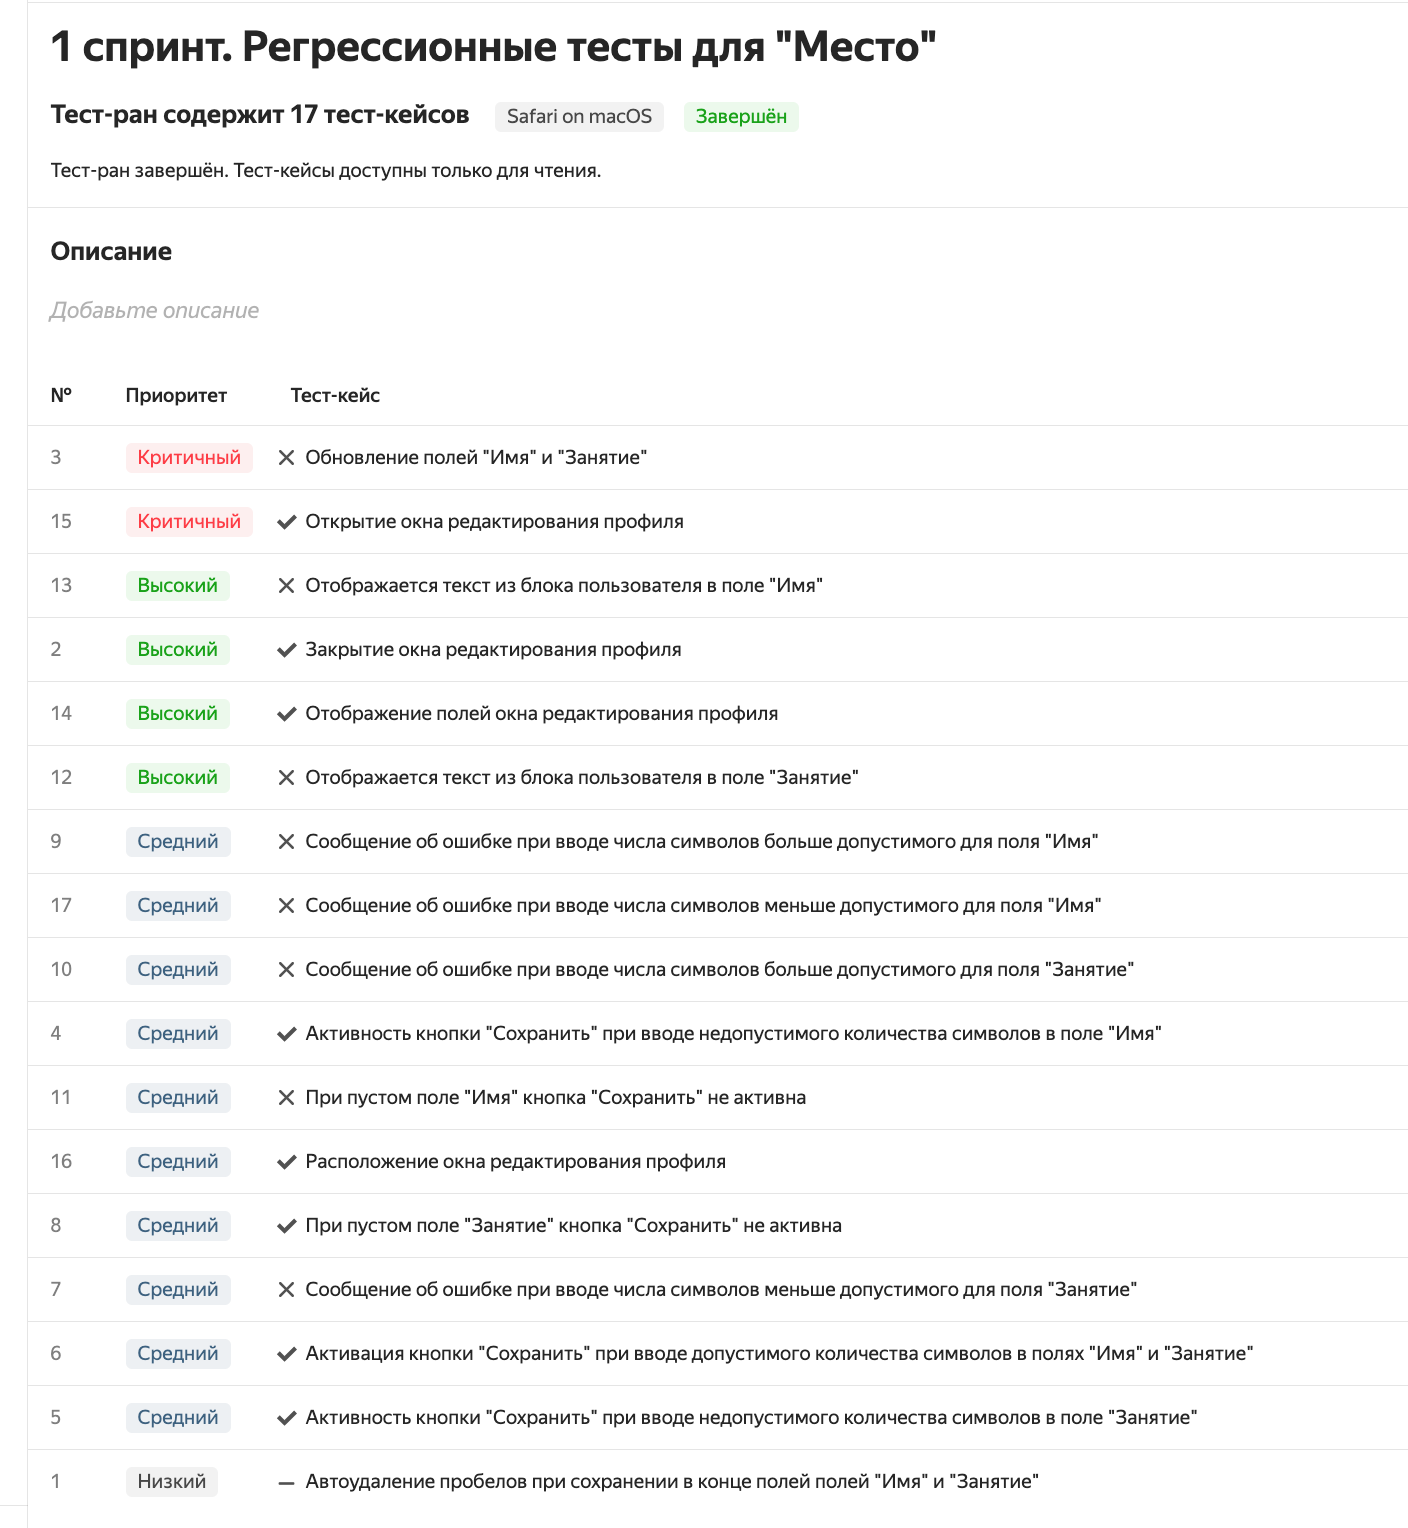 1 спринт. Регрессионные тесты для "Место"
Тест-ран содержит 17 тест-кейсов Safari on macOS Завершён
Тест-ран завершён. Тест-кейсы доступны только для чтения.
Описание
Добавьте описание
№ Приоритет Тест-кейс
3 Критичный Обновление полей "Имя" и "Занятие"
15 Критичный Открытие окна редактирования профиля
13 Высокий Отображается текст из блока пользователя в поле "Имя"
2 Высокий Закрытие окна редактирования профиля
14 Высокий Отображение полей окна редактирования профиля
12 Высокий Отображается текст из блока пользователя в поле "Занятие"
9 Средний Сообщение об ошибке при вводе числа символов больше допустимого для поля "Имя"
17 Средний Сообщение об ошибке при вводе числа символов меньше допустимого для поля "Имя"
10 Средний Сообщение об ошибке при вводе числа символов больше допустимого для поля "Занятие"
4 Средний Активность кнопки "Сохранить" при вводе недопустимого количества символов в поле "Имя"
11 Средний При пустом поле "Имя" кнопка "Сохранить" не активна
16 Средний Расположение окна редактирования профиля
8 Средний При пустом поле "Занятие" кнопка "Сохранить" не активна
7 Средний Сообщение об ошибке при вводе числа символов меньше допустимого для поля "Занятие"
6 Средний Активация кнопки "Сохранить" при вводе допустимого количества символов в полях "Имя" и "Занятие"
5 Средний Активность кнопки "Сохранить" при вводе недопустимого количества символов в поле "Занятие"
1 Низкий Автоудаление пробелов при сохранении в конце полей полей "Имя" и "Занятие"